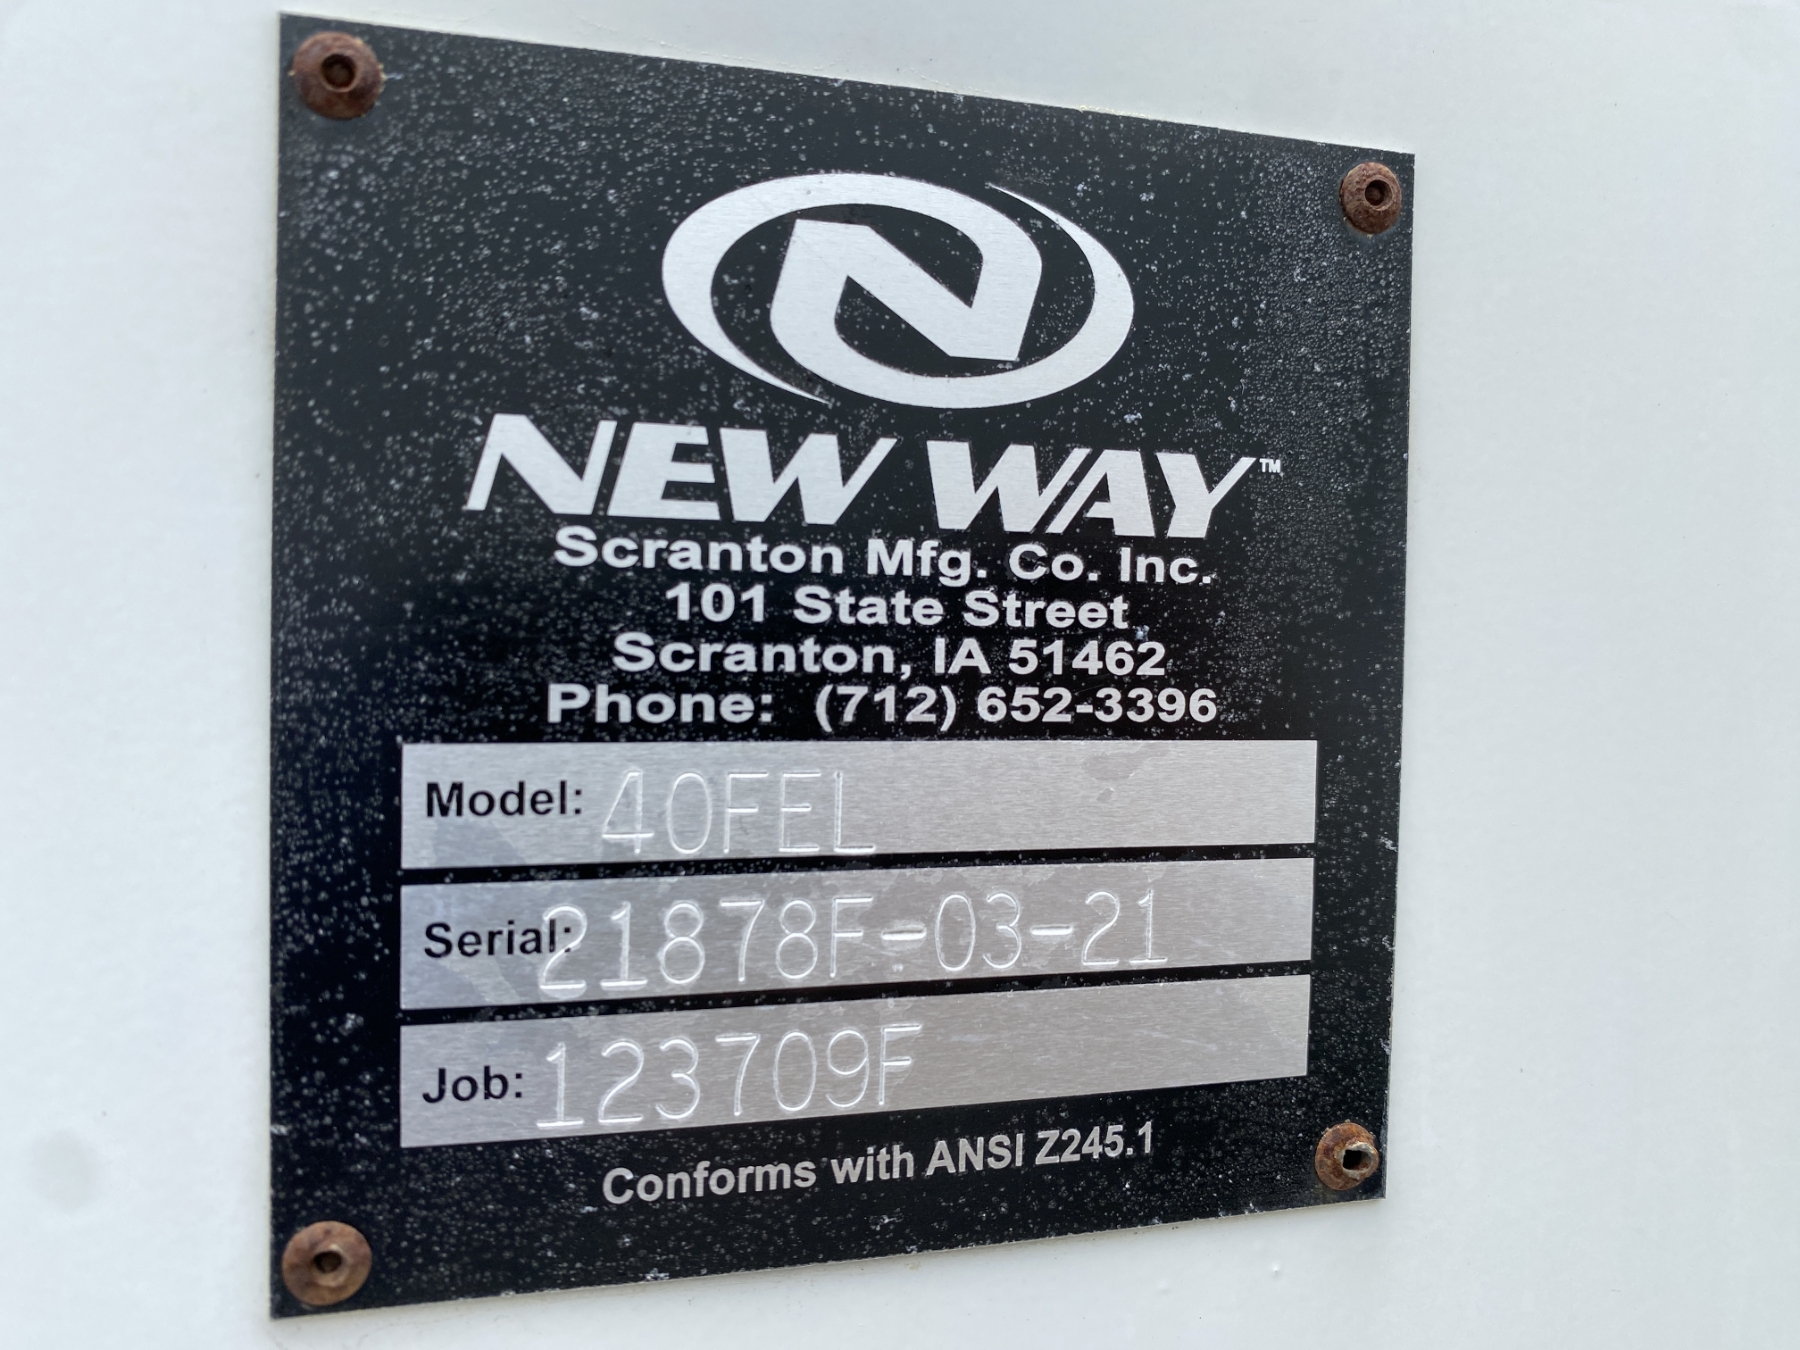 NEW WAY™
Scranton Mfg. Co. Inc.
101 State Street
Scranton, IA 51462
Phone: (712) 652-3396
Model: 40FEL
Serial: 21878F-03-21
Job: 123709F
Conforms with ANSI Z245.1